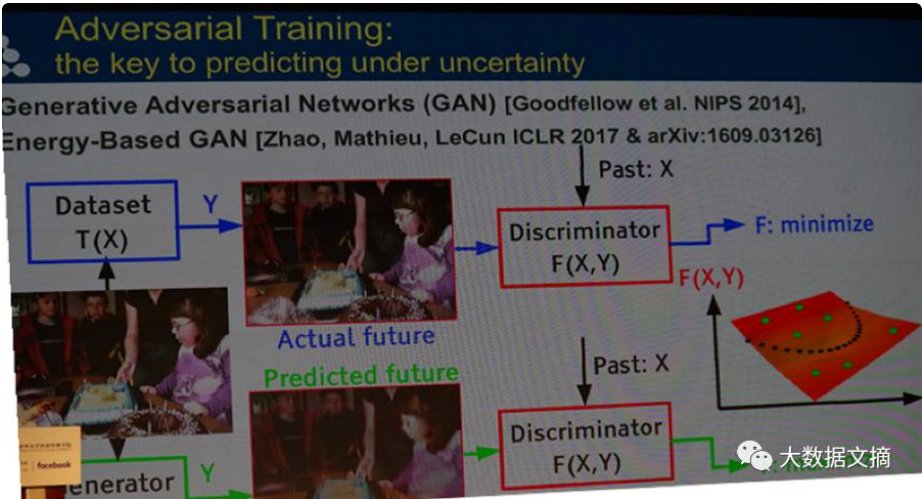 Adversarial Training:
the key to predicting under uncertainty
Generative Adversarial Networks (GAN) [Goodfellow et al. NIPS 2014],
Energy-Based GAN [Zhao, Mathieu, LeCun ICLR 2017 & arXiv:1609.03126]
Past: X
Dataset
T(X)
Y
Discriminator
F(X,Y)
F: minimize
F(X,Y)
Actual future
Past: X
Predicted future
Discriminator
F(X,Y)
facebook
enerator
Y
大数据文摘